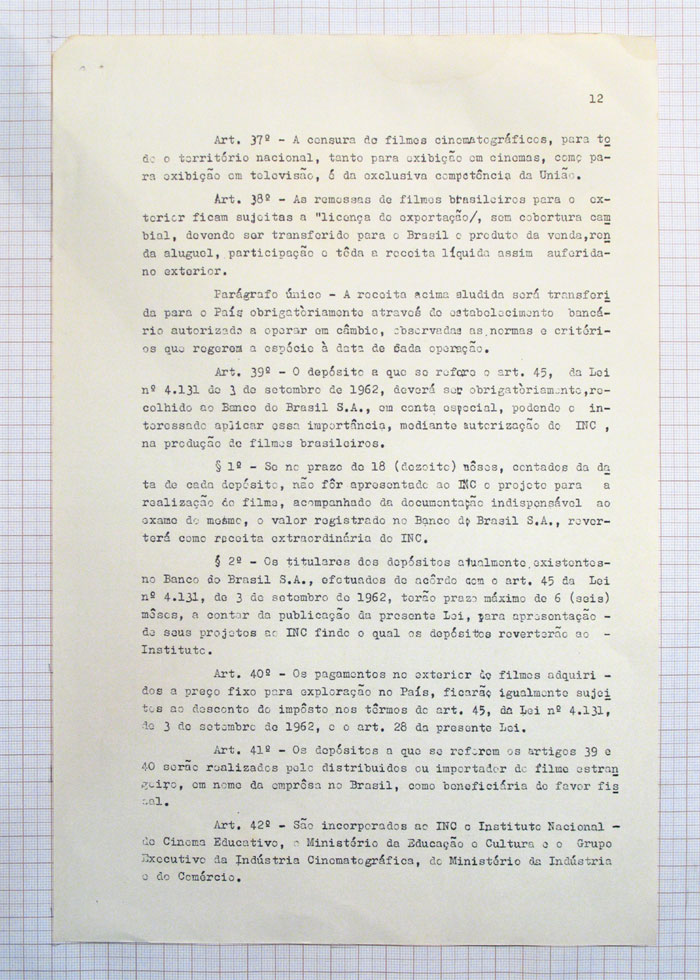 12
Art. 37º - A censura de filmes cinematográficos, para to
do o território nacional, tanto para exibição em cinemas, como pa-
ra exibição em televisão, é da exclusiva competência da União.
Art. 38º - As remessas de filmes brasileiros para o ex-
terior ficam sujeitas a "licença de exportação/, sem cobertura cam
bial, devendo ser transferido para o Brasil o produto da venda,ren
da aluguel, participação e tôda a receita líquida assim auferida-
no exterior.
Parágrafo único - A receita acima aludida será transferi
da para o País obrigatòriamente através de estabelecimento bancá-
rio autorizado a operar em câmbio, observadas as normas e critéri-
os que regerem a espécie à data de cada operação.
Art. 39º - O depósito a que se refere o art. 45, da Lei
nº 4.131 de 3 de setembro de 1962, deverá ser obrigatòriamente,re-
colhido ao Banco do Brasil S.A., em conta especial, podendo o in-
teressado aplicar essa importância, mediante autorização do INC ,
na produção de filmes brasileiros.
§ 1º - Se no prazo de 18 (dezoito) mêses, contados da da
ta de cada depósito, não fôr apresentado ao INC o projeto para a
realização do filme, acompanhado da documentação indispensável ao
exame do mesmo, o valor registrado no Banco do Brasil S.A., rever-
terá como receita extraordinária do INC.
§ 2º - Os titulares dos depósitos atualmente existentes-
no Banco do Brasil S.A., efetuados de acôrdo com o art. 45 da Lei
nº 4.131, de 3 de setembro de 1962, terão prazo máximo de 6 (seis)
mêses, a contar da publicação da presente Lei, para apresentação -
de seus projetos ao INC findo o qual os depósitos reverterão ao -
Instituto.
Art. 40º - Os pagamentos no exterior de filmes adquiri -
dos a preço fixo para exploração no País, ficarão igualmente sujei
tos ao desconto do impôsto nos têrmos do art. 45, da Lei nº 4.131,
de 3 de setembro de 1962, e o art. 28 da presente Lei.
Art. 41º - Os depósitos a que se referem os artigos 39 e
40 serão realizados pelo distribuidos ou importador do filme estran
geiro, em nome da emprêsa no Brasil, como beneficiária do favor fis
cal.
Art. 42º - São incorporados ao INC o Instituto Nacional -
de Cinema Educativo, o Ministério da Educação e Cultura e o Grupo
Executivo da Indústria Cinematográfica, do Ministério da Indústria
e do Comércio.